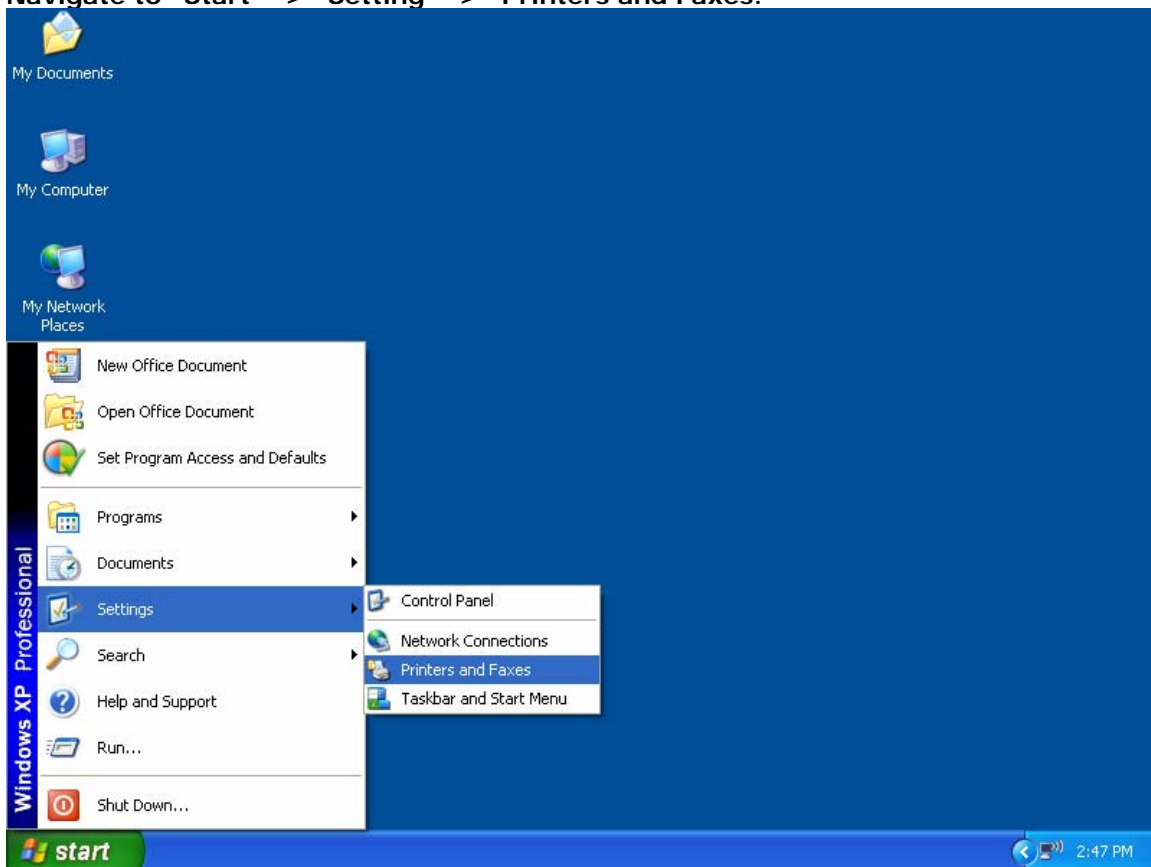 Navigate to "Start" -> "Setting" -> "Printers and Faxes.
My Documents
My Computer
My Network
Places
New Office Document
Open Office Document
Set Program Access and Defaults
Programs
Documents
Settings
Search
Help and Support
Run...
Shut Down...
Control Panel
Network Connections
Printers and Faxes
Taskbar and Start Menu
Windows XP Professional
start
2:47 PM